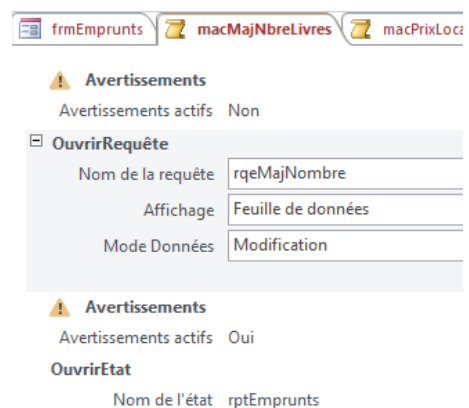 frmEmprunts macMajNbreLivres macPrixLoca
Avertissements
Avertissements actifs Non
OuvrirRequête
Nom de la requête rqeMajNombre
Affichage Feuille de données
Mode Données Modification
Avertissements
Avertissements actifs Oui
OuvrirEtat
Nom de l'état rptEmprunts